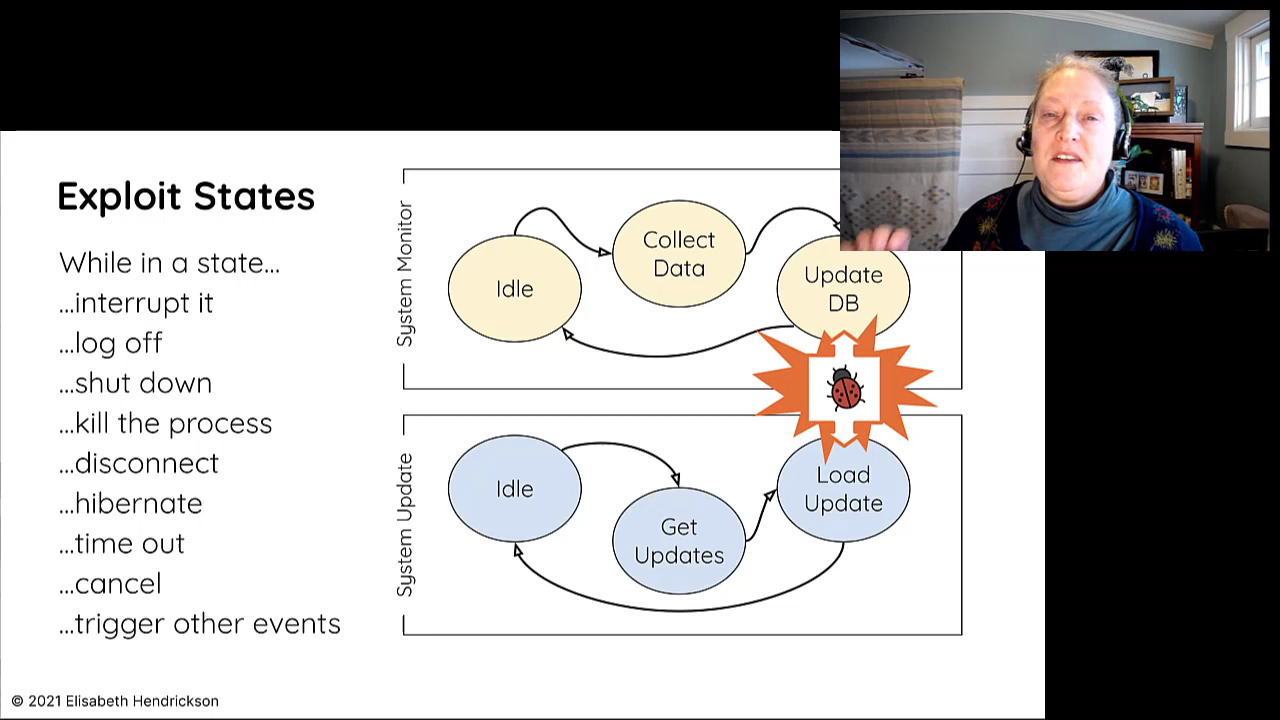 Exploit States
While in a state...
...interrupt it
...log off
...shut down
...kill the process
...disconnect
...hibernate
...time out
...cancel
...trigger other events
System Monitor
Idle
Collect
Data
Update
DB
System Update
Idle
Get
Updates
Load
Update
© 2021 Elisabeth Hendrickson